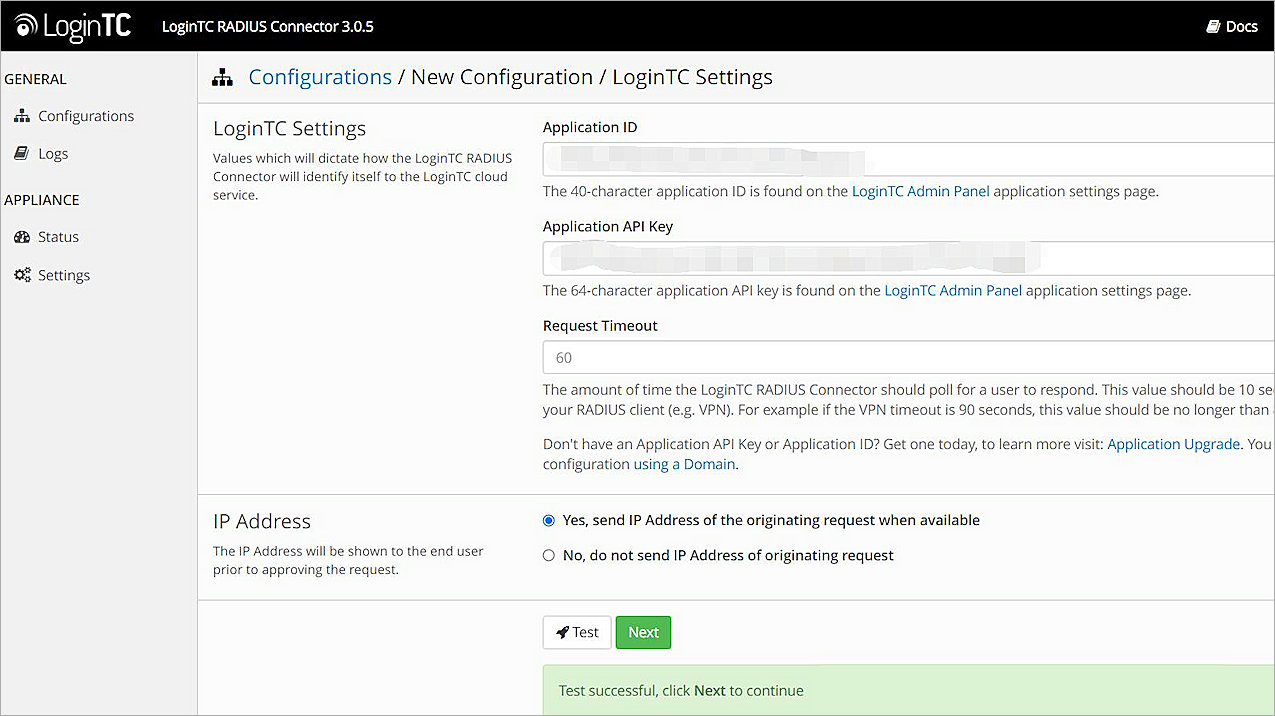 LoginTC
LoginTC RADIUS Connector 3.0.5
Docs
GENERAL
Configurations
Logs
APPLIANCE
Status
Settings
Configurations / New Configuration / LoginTC Settings
LoginTC Settings
Values which will dictate how the LoginTC RADIUS
Connector will identify itself to the LoginTC cloud
service.
Application ID
The 40-character application ID is found on the LoginTC Admin Panel application settings page.
Application API Key
The 64-character application API key is found on the LoginTC Admin Panel application settings page.
Request Timeout
60
The amount of time the LoginTC RADIUS Connector should poll for a user to respond. This value should be 10 se
your RADIUS client (e.g. VPN). For example if the VPN timeout is 90 seconds, this value should be no longer than
Don't have an Application API Key or Application ID? Get one today, to learn more visit: Application Upgrade. You
configuration using a Domain.
IP Address
The IP Address will be shown to the end user
prior to approving the request.
Yes, send IP Address of the originating request when available
No, do not send IP Address of originating request
Test
Next
Test successful, click Next to continue